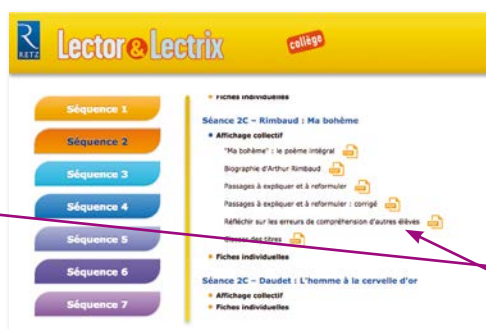 RETZ
Lector & Lectrix
collège
Séquence 1
Séquence 2
Séquence 3
Séquence 4
Séquence 5
Séquence 6
Séquence 7
Fiches individuelles
Séance 2C – Rimbaud : Ma bohème
Affichage collectif
"Ma bohème" : le poème intégral
Biographie d'Arthur Rimbaud
Passages à expliquer et à reformuler
Passages à expliquer et à reformuler : corrigé
Réfléchir sur les erreurs de compréhension d'autres élèves
des titres
Fiches individuelles
Séance 2C – Daudet : L'homme à la cervelle d'or
Affichage collectif
Fiches individuelles